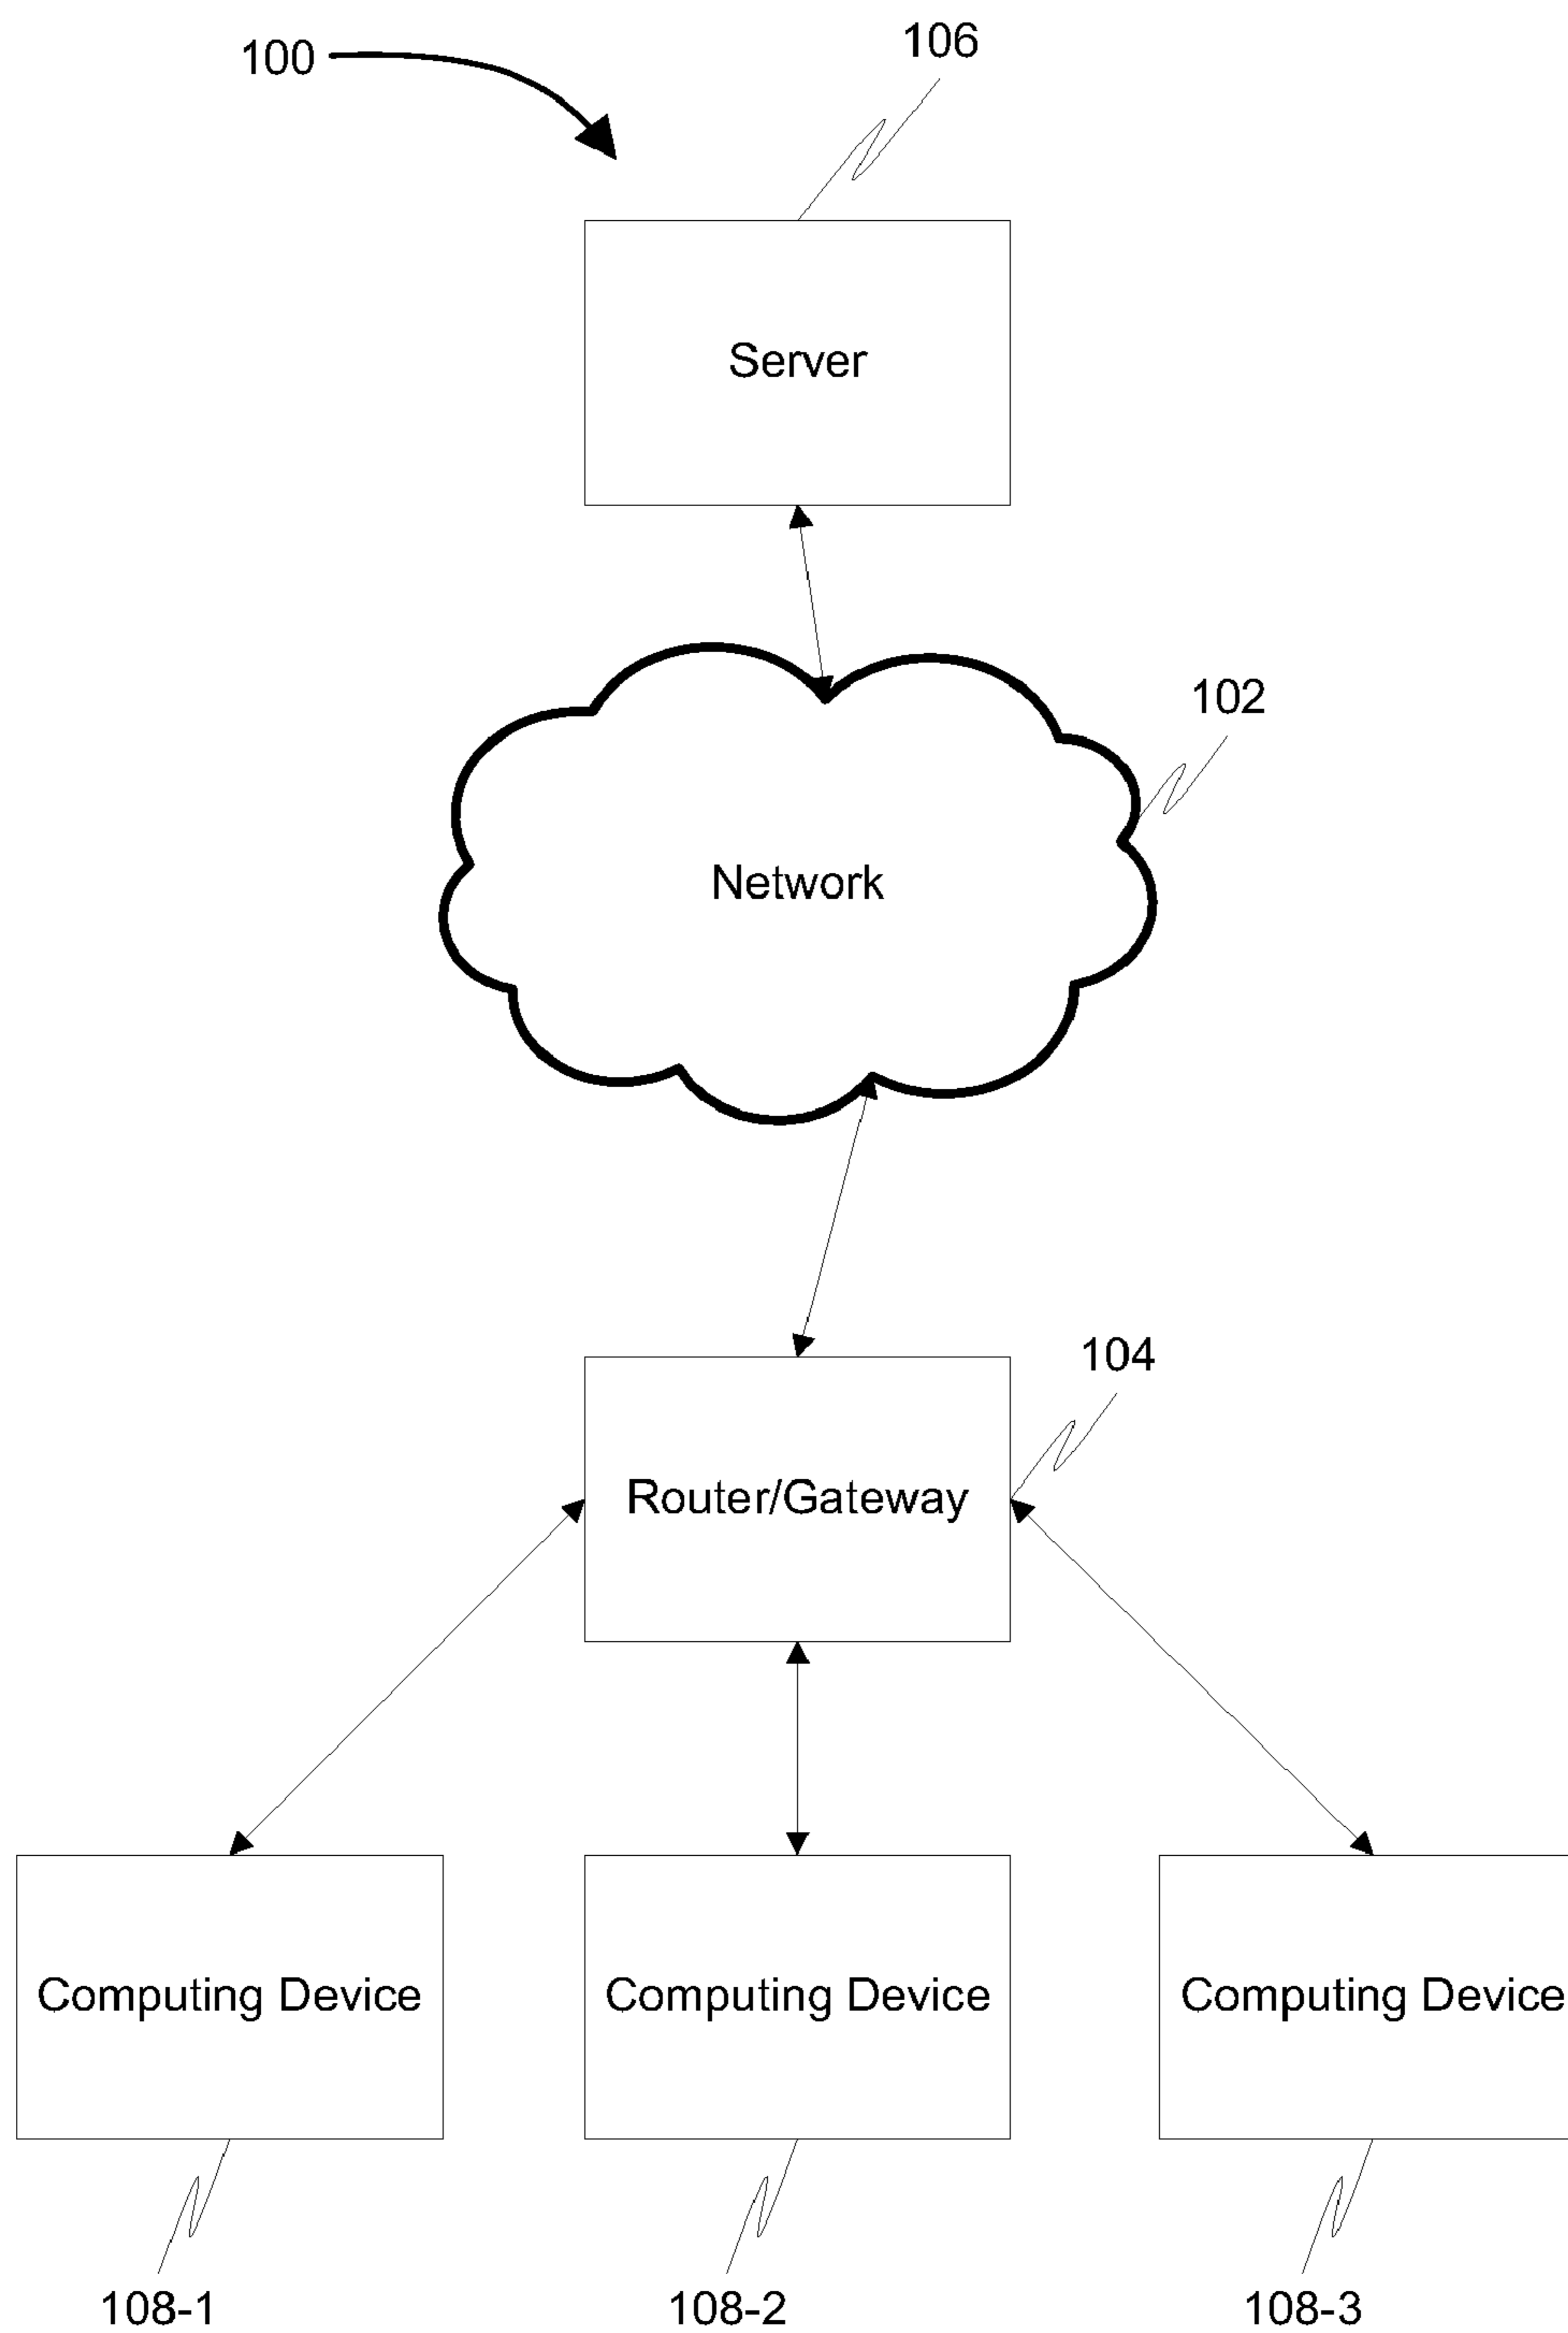 106
100
Server
102
Network
104
Router/Gateway
Computing Device
Computing Device
Computing Device
108-1
108-2
108-3